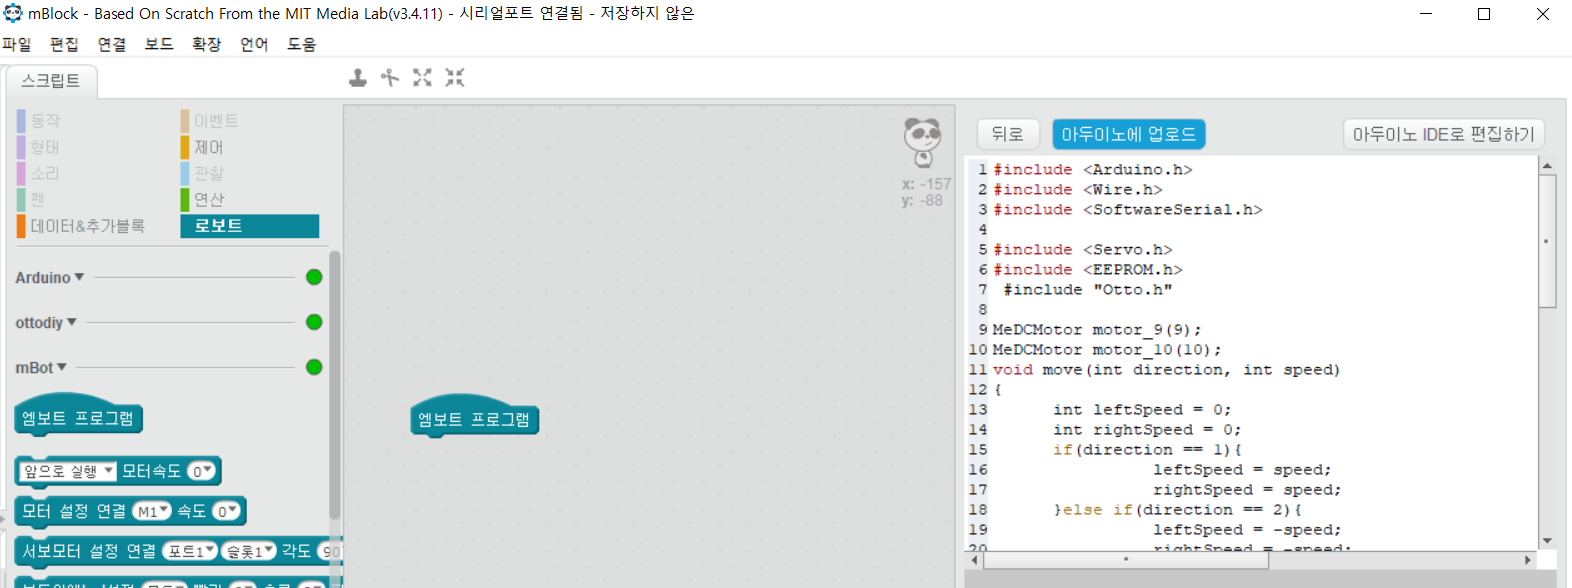 mBlock - Based On Scratch From the MIT Media Lab(v3.4.11) - 시리얼포트 연결됨 - 저장하지 않은
파일 편집 연결 보드 확장 언어 도움
스크립트
동작 이벤트
형태 제어
소리 관찰
펜 연산
데이터&추가블록 로보트
Arduino
ottodiy
mBot
엠보트 프로그램
앞으로 실행 모터속도 0
모터 설정 연결 M1 속도 0
서보모터 설정 연결 포트1 슬롯1 각도 90
엠보트 프로그램
x: -157
y: -88
뒤로 아두이노에 업로드 아두이노 IDE로 편집하기
1 #include <Arduino.h>
2 #include <Wire.h>
3 #include <SoftwareSerial.h>
4
5 #include <Servo.h>
6 #include <EEPROM.h>
7 #include "Otto.h"
8
9 MeDCMotor motor_9(9);
10 MeDCMotor motor_10(10);
11 void move(int direction, int speed)
12 {
13 int leftSpeed = 0;
14 int rightSpeed = 0;
15 if(direction == 1){
16 leftSpeed = speed;
17 rightSpeed = speed;
18 }else if(direction == 2){
19 leftSpeed = -speed;
20 rightSpeed = -speed;